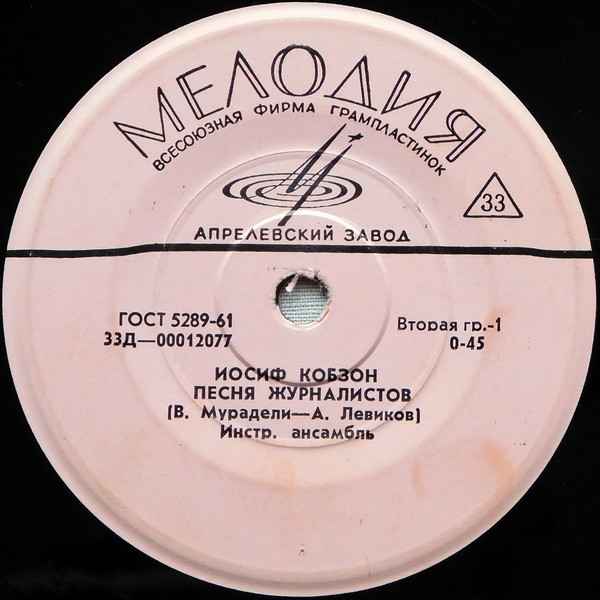 МЕЛОДИЯ
ВСЕСОЮЗНАЯ ФИРМА ГРАМПЛАСТИНОК
33
АПРЕЛЕВСКИЙ ЗАВОД
ГОСТ 5289-61
33Д—00012077
Вторая гр.-1
0-45
ИОСИФ КОБЗОН
ПЕСНЯ ЖУРНАЛИСТОВ
(В. Мурадели—А. Левиков)
Инстр. ансамбль